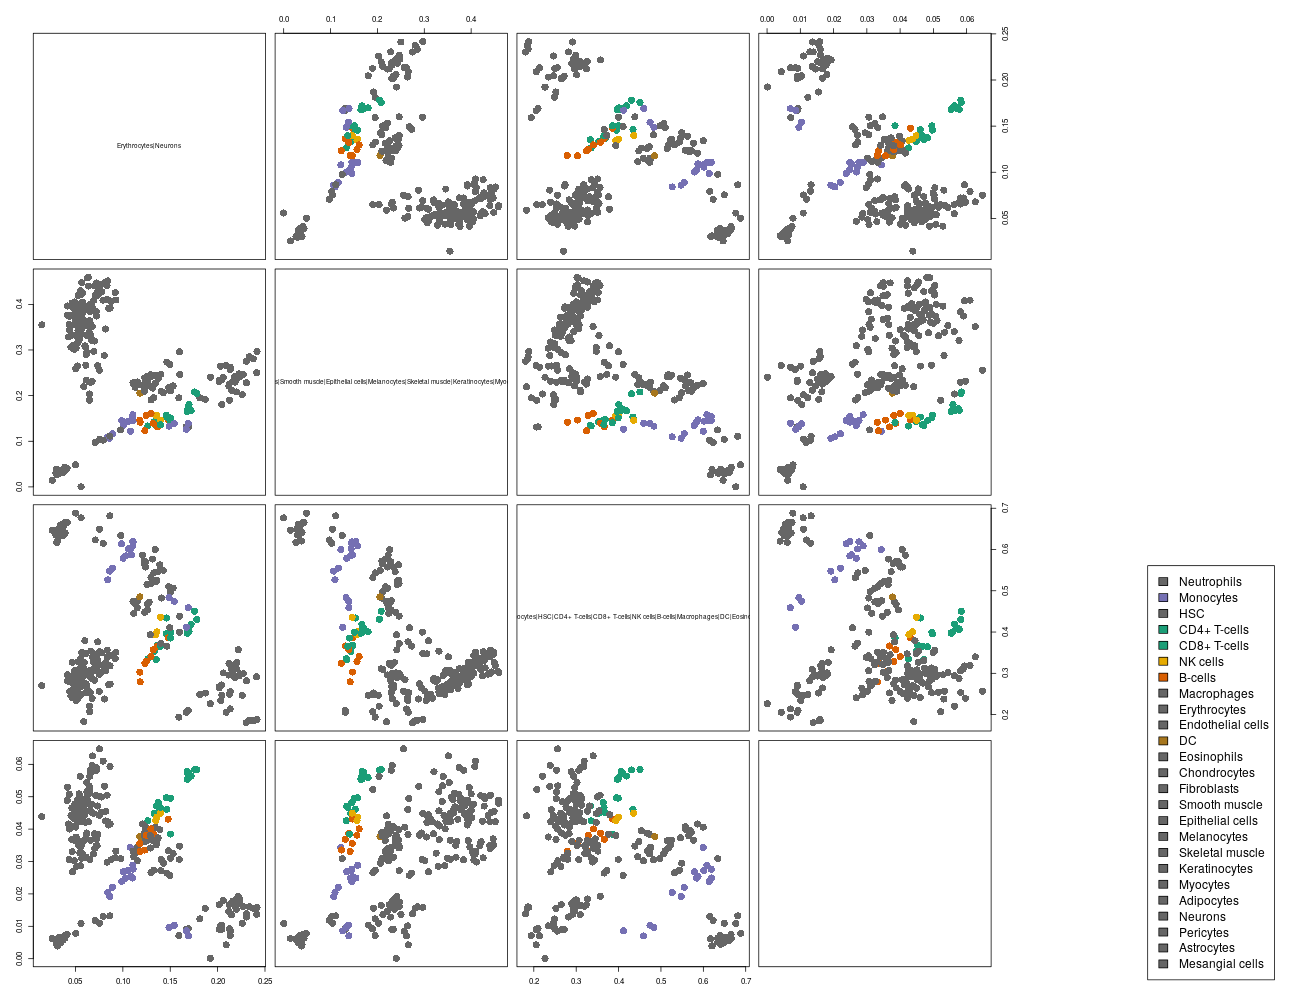 0.0 0.1 0.2 0.3 0.4
0.00 0.01 0.02 0.03 0.04 0.05 0.06
Erythrocytes|Neurons
0.05 0.10 0.15 0.20 0.25
0.0 0.1 0.2 0.3 0.4
s|Smooth muscle|Epithelial cells|Melanocytes|Skeletal muscle|Keratinocytes|Myo
ocytes|HSC|CD4+ T-cells|CD8+ T-cells|NK cells|B-cells|Macrophages|DC|Eosino
0.2 0.3 0.4 0.5 0.6 0.7
0.00 0.01 0.02 0.03 0.04 0.05 0.06
0.05 0.10 0.15 0.20 0.25
0.2 0.3 0.4 0.5 0.6 0.7
Neutrophils
Monocytes
HSC
CD4+ T-cells
CD8+ T-cells
NK cells
B-cells
Macrophages
Erythrocytes
Endothelial cells
DC
Eosinophils
Chondrocytes
Fibroblasts
Smooth muscle
Epithelial cells
Melanocytes
Skeletal muscle
Keratinocytes
Myocytes
Adipocytes
Neurons
Pericytes
Astrocytes
Mesangial cells